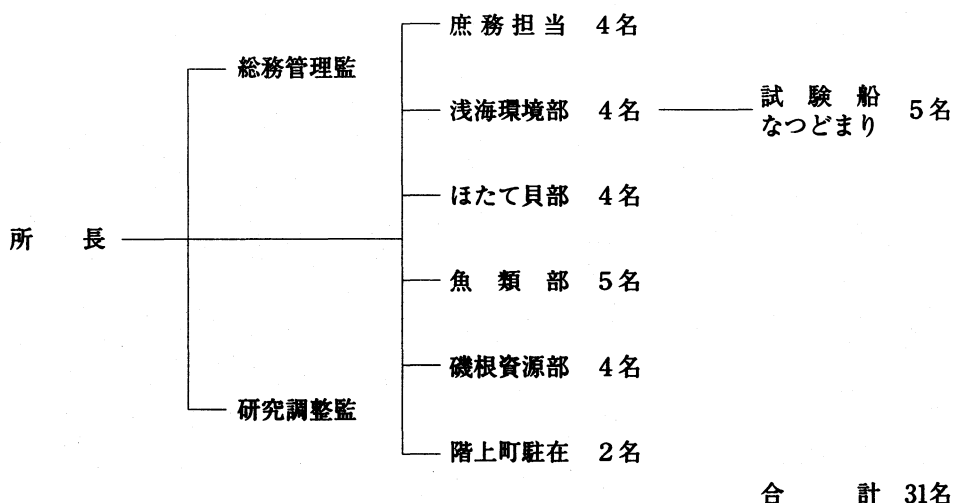 庶務担当 4名
総務管理監
浅海環境部 4名
試験船
なつどまり 5名
ほたて貝部 4名
所長
魚類部 5名
磯根資源部 4名
研究調整監
階上町駐在 2名
合計 31名